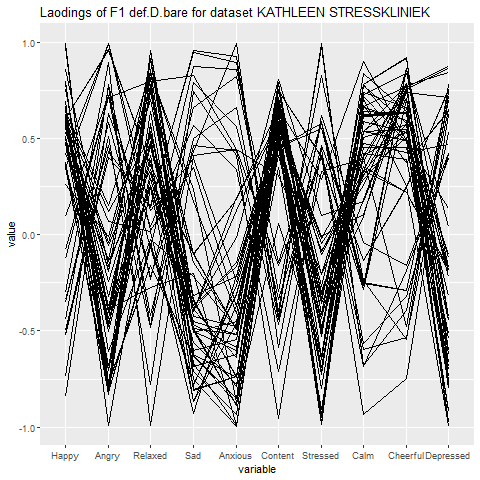 Laodings of F1 def.D.bare for dataset KATHLEEN STRESSKLINIEK
1.0
0.5
0.0
-0.5
-1.0
value
Happy Angry Relaxed Sad Anxious Content Stressed Calm Cheerful Depressed
variable